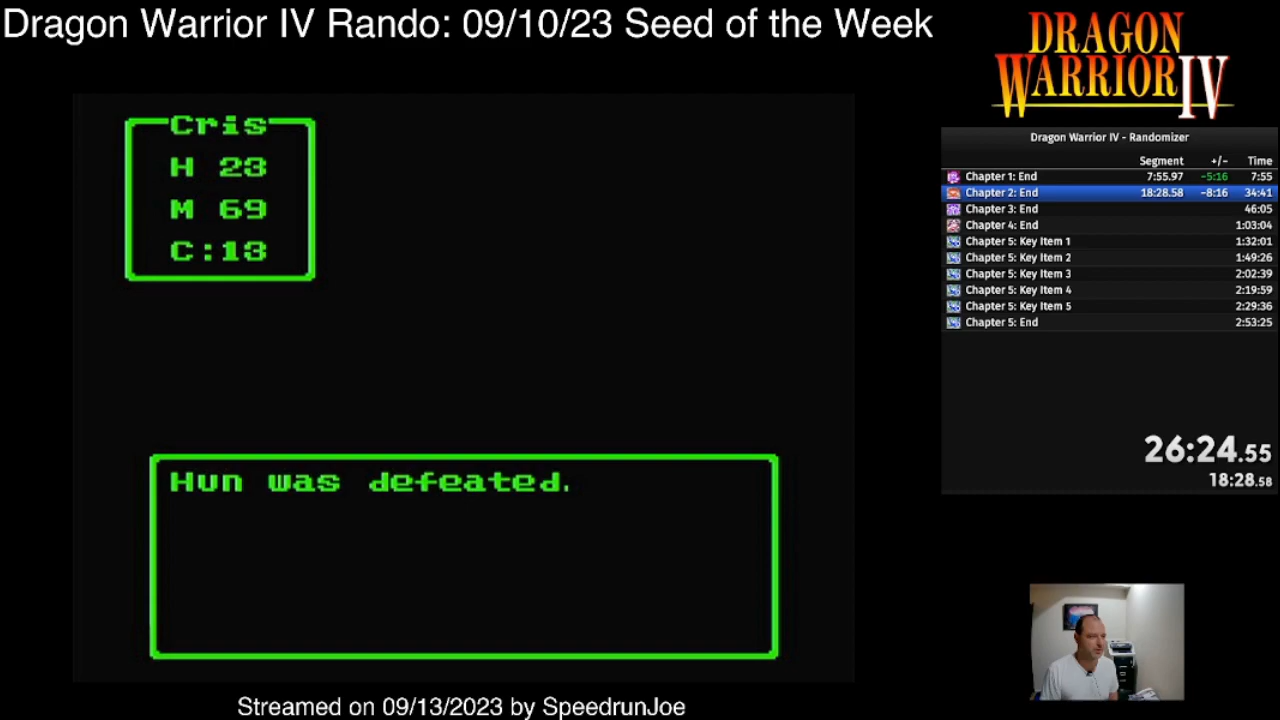 Dragon Warrior IV Rando: 09/10/23 Seed of the Week
DRAGON
WARRIOR IV
Dragon Warrior IV - Randomizer
Segment +/- Time
Chapter 1: End 7:55.97 -5:16 7:55
Chapter 2: End 18:28.58 -8:16 34:41
Chapter 3: End 46:05
Chapter 4: End 1:03:04
Chapter 5: Key Item 1 1:32:01
Chapter 5: Key Item 2 1:49:26
Chapter 5: Key Item 3 2:02:39
Chapter 5: Key Item 4 2:19:59
Chapter 5: Key Item 5 2:29:36
Chapter 5: End 2:53:25
26:24.55
18:28.58
Cris
H 23
M 69
C:13
Hun was defeated.
Streamed on 09/13/2023 by SpeedrunJoe